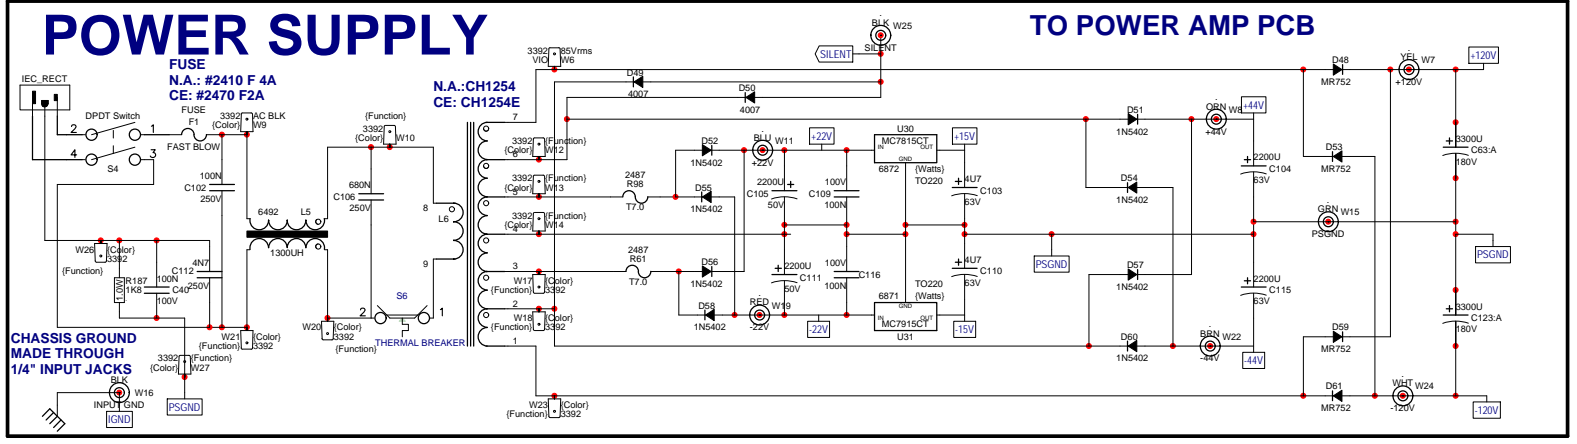 POWER SUPPLY
TO POWER AMP PCB
FUSE
N.A.: #2410 F 4A
CE: #2470 F2A
IEC_RECT
DPDT Switch
2
1
4
3
S4
FUSE
F1
FAST BLOW
3392
{Color}
AC BLK
W9
100N
C102
250V
6492
L5
1300UH
{Function}
3392
{Color}
W10
680N
C106
250V
W26
{Color}
3392
{Function}
R187
1K8
1.0W
100N
C40
100V
4N7
C112
250V
W21
{Color}
3392
{Function}
W20
{Color}
3392
{Function}
S6
2
1
THERMAL BREAKER
8
L6
9
CHASSIS GROUND
MADE THROUGH
1/4" INPUT JACKS
BLK
W16
INPUT GND
IGND
3392
{Color}
{Function}
W27
PSGND
N.A.:CH1254
CE: CH1254E
7
6
5
4
3
2
1
3392
VIO
85Vrms
W6
3392
{Color}
{Function}
W12
3392
{Color}
{Function}
W13
3392
{Color}
{Function}
W14
W17
{Function}
{Color}
3392
W18
{Function}
{Color}
3392
W23
{Function}
{Color}
3392
D49
4007
D50
4007
BLK
W25
SILENT
SILENT
2487
R98
T7.0
2487
R61
T7.0
D52
1N5402
D55
1N5402
D56
1N5402
D58
1N5402
BLU
W11
+22V
RED
W19
-22V
+22V
-22V
2200U
C105
50V
2200U
C111
50V
100V
C109
100N
100V
C116
100N
U30
MC7815CT
IN
OUT
GND
6872
{Watts}
TO220
6871
TO220
{Watts}
GND
IN
OUT
MC7915CT
U31
+15V
-15V
4U7
C103
63V
4U7
C110
63V
PSGND
D51
1N5402
D54
1N5402
D57
1N5402
D60
1N5402
ORN
W8
+44V
+44V
BRN
W22
-44V
-44V
2200U
C104
63V
2200U
C115
63V
D48
MR752
D53
MR752
D59
MR752
D61
MR752
YEL
W7
+120V
+120V
GRN
W15
PSGND
PSGND
WHT
W24
-120V
-120V
3300U
C63:A
180V
3300U
C123:A
180V